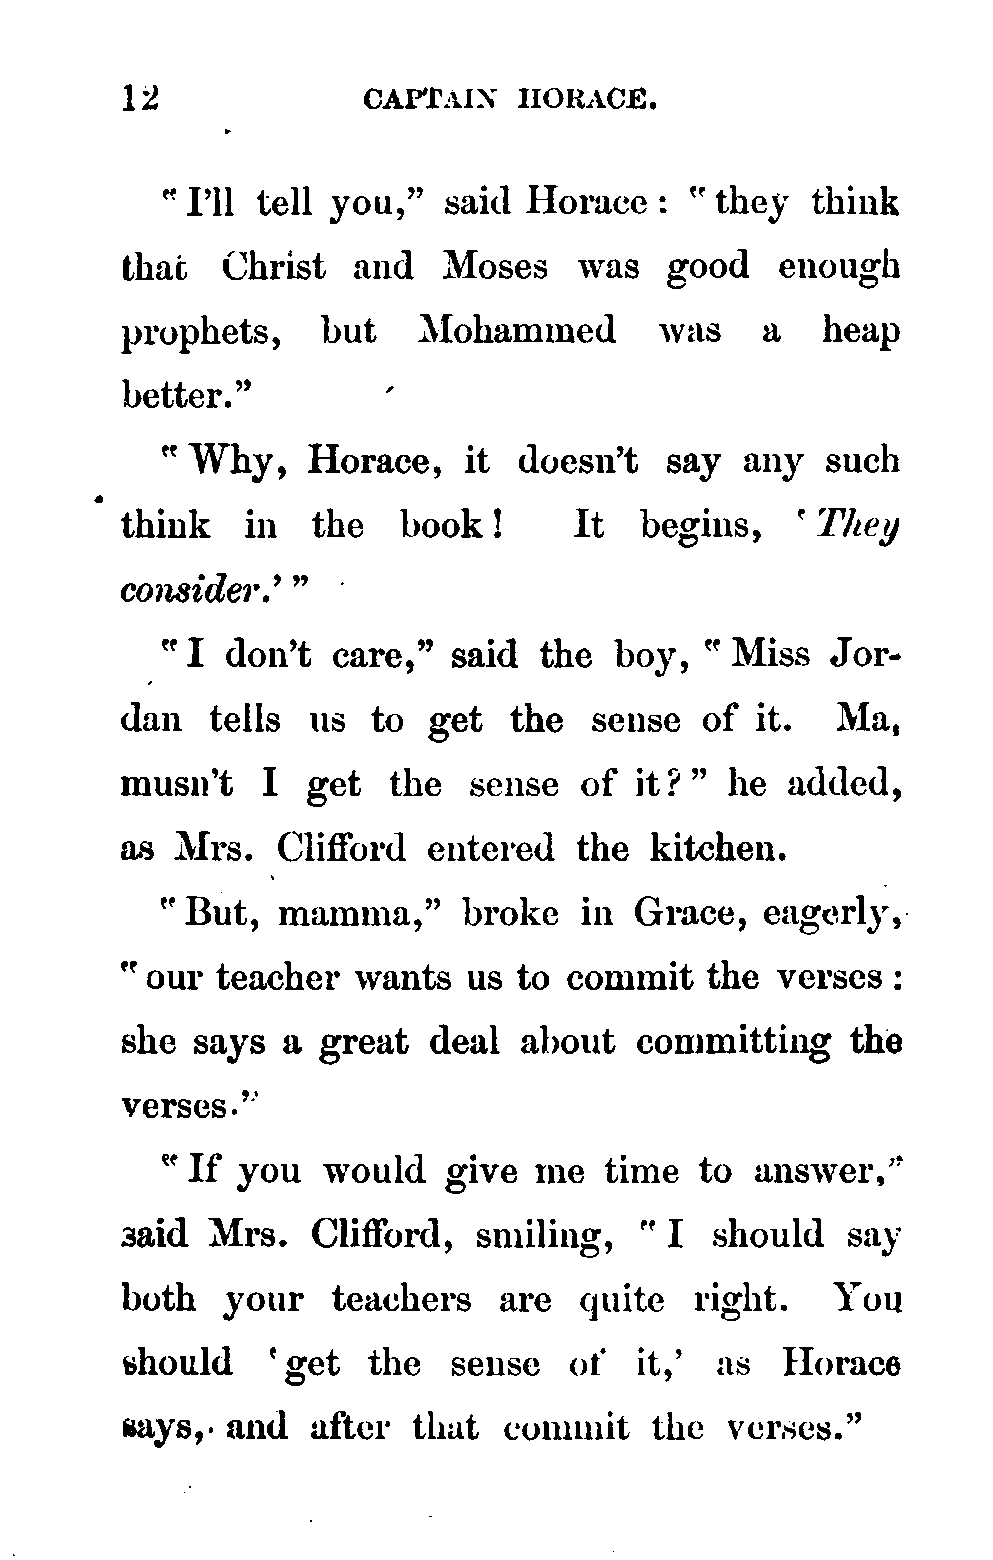 12 CAPTAIN HORACE.
"I'll tell you," said Horace: "they think
that Christ and Moses was good enough
prophets, but Mohammed was a heap
better."
"Why, Horace, it doesn't say any such
think in the book! It begins, 'They
consider.'"
"I don't care," said the boy, "Miss Jor-
dan tells us to get the sense of it. Ma,
musn't I get the sense of it?" he added,
as Mrs. Clifford entered the kitchen.
"But, mamma," broke in Grace, eagerly,
"our teacher wants us to commit the verses:
she says a great deal about committing the
verses."
"If you would give me time to answer,"
said Mrs. Clifford, smiling, "I should say
both your teachers are quite right. You
should 'get the sense of it,' as Horace
says, and after that commit the verses."